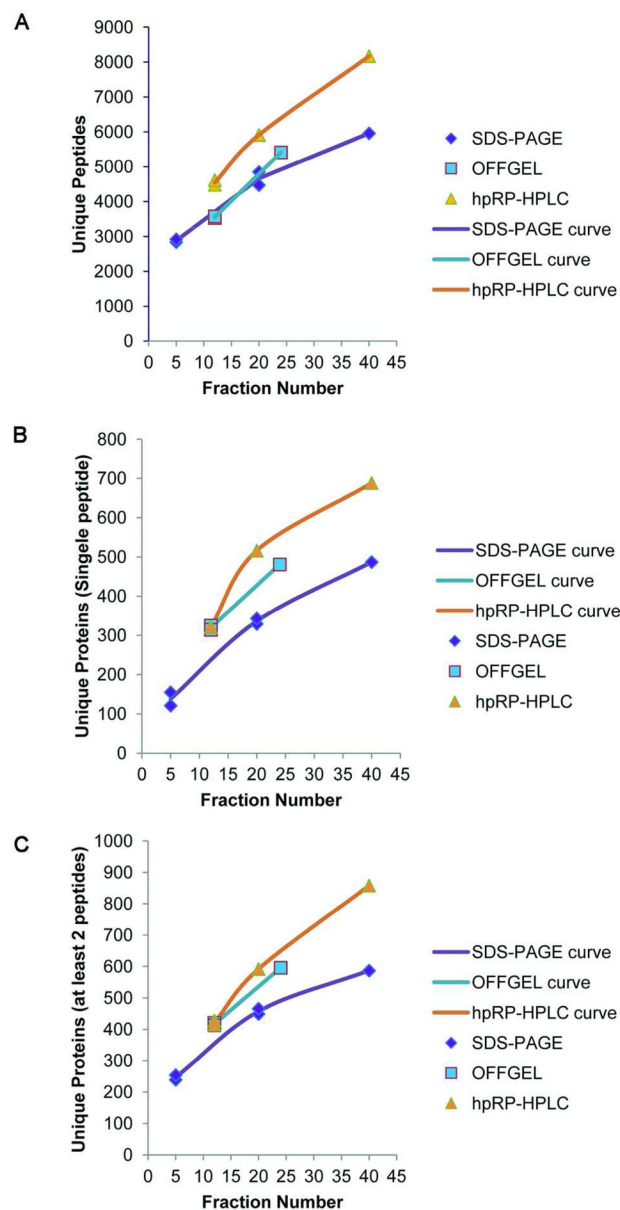 A
Unique Peptides
9000
8000
7000
6000
5000
4000
3000
2000
1000
0
0 5 10 15 20 25 30 35 40 45
Fraction Number
SDS-PAGE
OFFGEL
hpRP-HPLC
SDS-PAGE curve
OFFGEL curve
hpRP-HPLC curve
B
Unique Proteins (Singele peptide)
800
700
600
500
400
300
200
100
0
0 5 10 15 20 25 30 35 40 45
Fraction Number
SDS-PAGE curve
OFFGEL curve
hpRP-HPLC curve
SDS-PAGE
OFFGEL
hpRP-HPLC
C
Unique Proteins (at least 2 peptides)
1000
900
800
700
600
500
400
300
200
100
0
0 5 10 15 20 25 30 35 40 45
Fraction Number
SDS-PAGE curve
OFFGEL curve
hpRP-HPLC curve
SDS-PAGE
OFFGEL
hpRP-HPLC